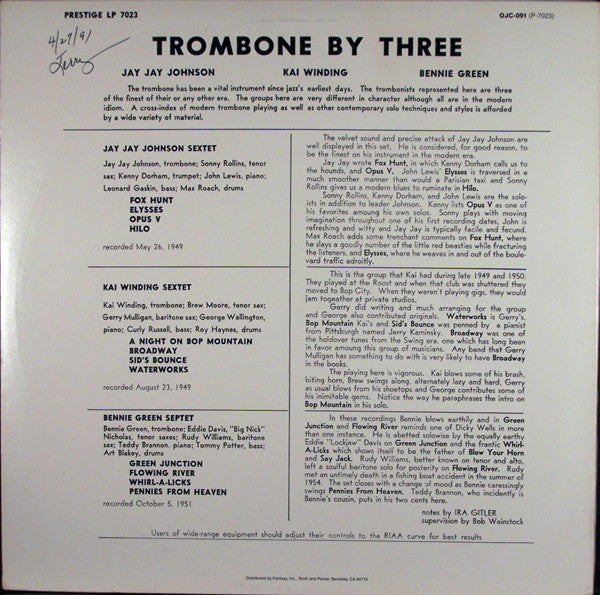 PRESTIGE LP 7023
OJC-091 (P-7023)
4/27/91
Terry
TROMBONE BY THREE
JAY JAY JOHNSON KAI WINDING BENNIE GREEN
The trombone has been a vital instrument since jazz's earliest days. The trombonists represented here are three
of the finest of their or any other era. The groups here are very different in character although all are in the modern
idiom. A cross-index of modern trombone playing as well as other contemporary solo techniques and styles is afforded
by a wide variety of material.
JAY JAY JOHNSON SEXTET
Jay Jay Johnson, trombone; Sonny Rollins, tenor
sax; Kenny Dorham, trumpet; John Lewis, piano;
Leonard Gaskin, bass; Max Roach, drums
FOX HUNT
ELYSSES
OPUS V
HILO
recorded May 26, 1949
The velvet sound and precise attack of Jay Jay Johnson are
well displayed in this set. He is considered, for good reason, to
be the finest on his instrument in the modern era.
Jay Jay wrote Fox Hunt, in which Kenny Dorham calls us to
the hounds, and Opus V. John Lewis' Elysses is traversed in a
much smoother manner than would a Parisian taxi and Sonny
Rollins gives us a modern blues to ruminate in Hilo.
Sonny Rollins, Kenny Dorham, and John Lewis are the solo-
ists in addition to leader Johnson. Kenny lists Opus V as one of
his favorites amoung his own solos. Sonny plays with moving
imagination throughout one of his first recording dates, John is
refreshing and witty and Jay Jay is typically facile and fecund.
Max Roach adds some trenchant comments on Fox Hunt, where
he slays a goodly number of the little red beasties while fracturing
the listeners, and Elysses, where he weaves in and out of the boule-
vard traffic adroitly.
KAI WINDING SEXTET
Kai Winding, trombone; Brew Moore, tenor sax;
Gerry Mulligan, baritone sax; George Wallington,
piano; Curly Russell, bass; Roy Haynes, drums
A NIGHT ON BOP MOUNTAIN
BROADWAY
SID'S BOUNCE
WATERWORKS
recorded August 23, 1949
This is the group that Kai had during late 1949 and 1950.
They played at the Roost and when that club was shuttered they
moved to Bop City. When they weren't playing gigs, they would
jam together at private studios.
Gerry did writing and much arranging for the group
and George also contributed originals. Waterworks is Gerry's,
Bop Mountain Kai's and Sid's Bounce was penned by a pianist
from Pittsburgh named Jerry Kaminsky. Broadway was one of
the holdover tunes from the Swing era, one which has long been
in favor among this group of musicians. Any band that Gerry
Mulligan has something to do with is very likely to have Broadway
in the books.
The playing here is vigorous. Kai blows some of his brash,
biting horn, Brew swings along, alternately lazy and hard, Gerry
as usual blows from his shoetops and George contributes some of
his inimitable gems. Notice the way he paraphrases the intro on
Bop Mountain in his solo.
BENNIE GREEN SEPTET
Bennie Green, trombone; Eddie Davis, "Big Nick"
Nicholas, tenor saxes; Rudy Williams, baritone
sax; Teddy Brannon, piano; Tommy Potter, bass;
Art Blakey, drums
GREEN JUNCTION
FLOWING RIVER
WHIRL-A-LICKS
PENNIES FROM HEAVEN
recorded October 5, 1951
In these recordings Bennie blows earthily and in Green
Junction and Flowing River reminds one of Dicky Wells in more
than one instance. He is abetted solowise by the equally earthy
Eddie "Lockjaw" Davis on Green Junction and the frantic Whirl-
A-Licks which shows itself to be the father of Blow Your Horn
and Say Jack. Rudy Williams, better known on tenor and alto,
left a soulful baritone solo for posterity on Flowing River. Rudy
met an untimely death in a fishing boat accident in the summer of
1954. The set closes with a change of mood as Bennie caressingly
swings Pennies From Heaven. Teddy Brannon, who incidently is
Bennie's cousin, puts in his two cents here.
notes by IRA GITLER
supervision by Bob Weinstock
Users of wide-range equipment should adjust their controls to the RIAA curve for best results
Distributed by Fantasy, Inc., Tenth and Parker, Berkeley, CA 94710